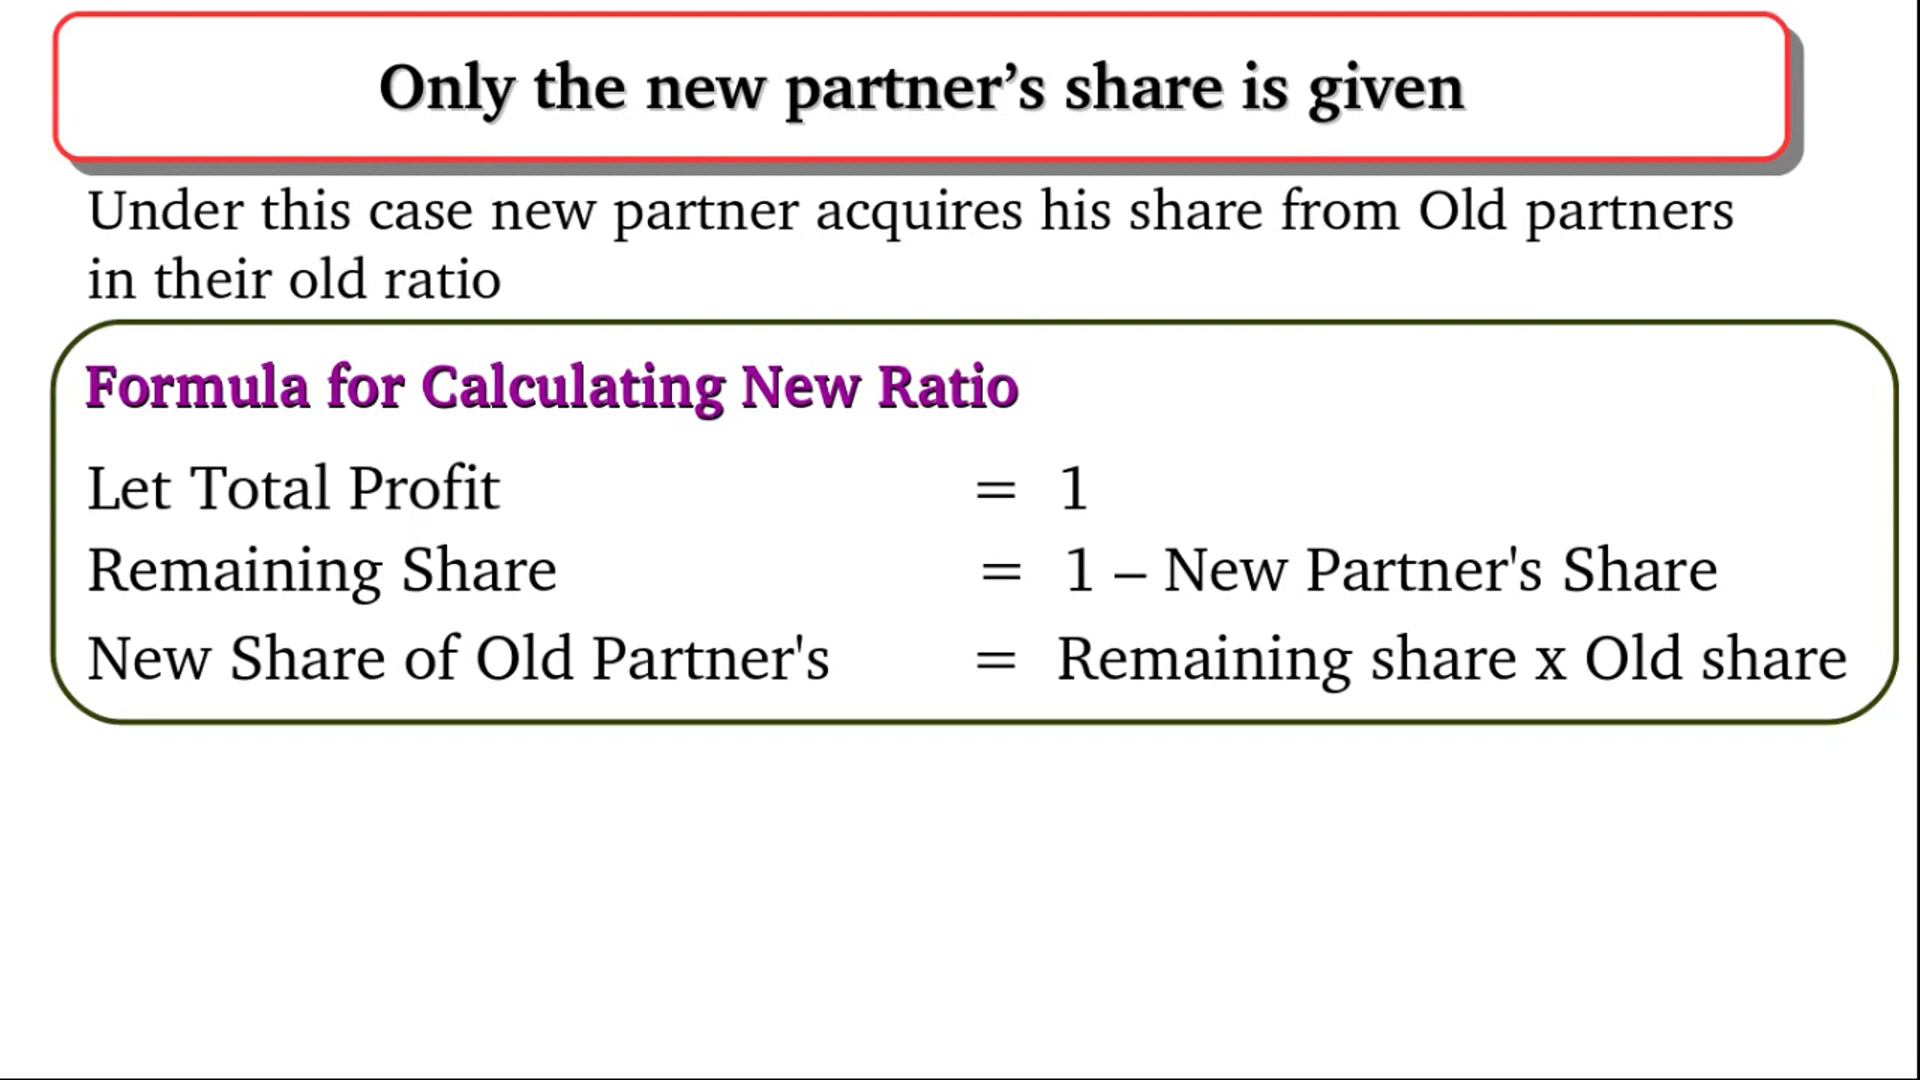 Only the new partner’s share is given
Under this case new partner acquires his share from Old partners
in their old ratio
Formula for Calculating New Ratio
Let Total Profit = 1
Remaining Share = 1 – New Partner's Share
New Share of Old Partner's = Remaining share x Old share